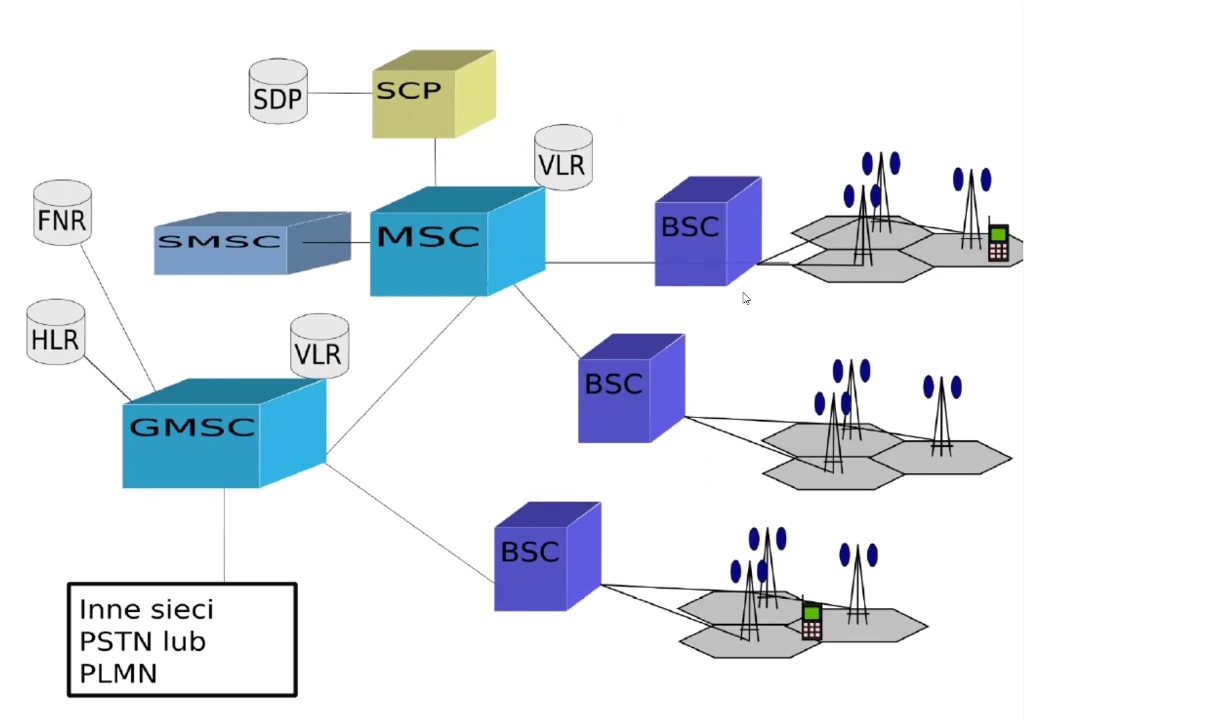 SDP
SCP
VLR
FNR
SMSC
MSC
BSC
HLR
VLR
BSC
GMSC
BSC
Inne sieci
PSTN lub
PLMN